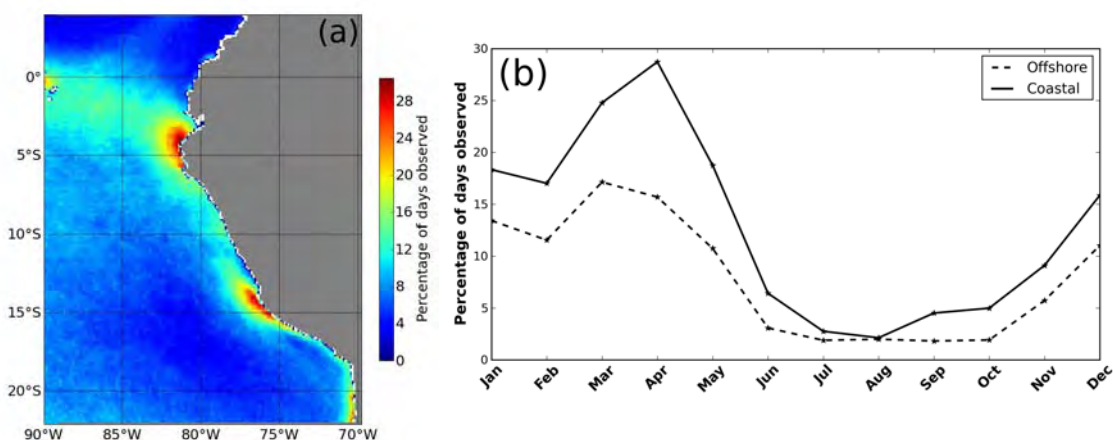 (a)
0°
5°S
10°S
15°S
20°S
90°W 85°W 80°W 75°W 70°W
28
24
20
16
12
8
4
0
Percentage of days observed
(b)
Offshore
Coastal
30
25
20
15
10
5
0
Percentage of days observed
Jan Feb Mar Apr May Jun Jul Aug Sep Oct Nov Dec